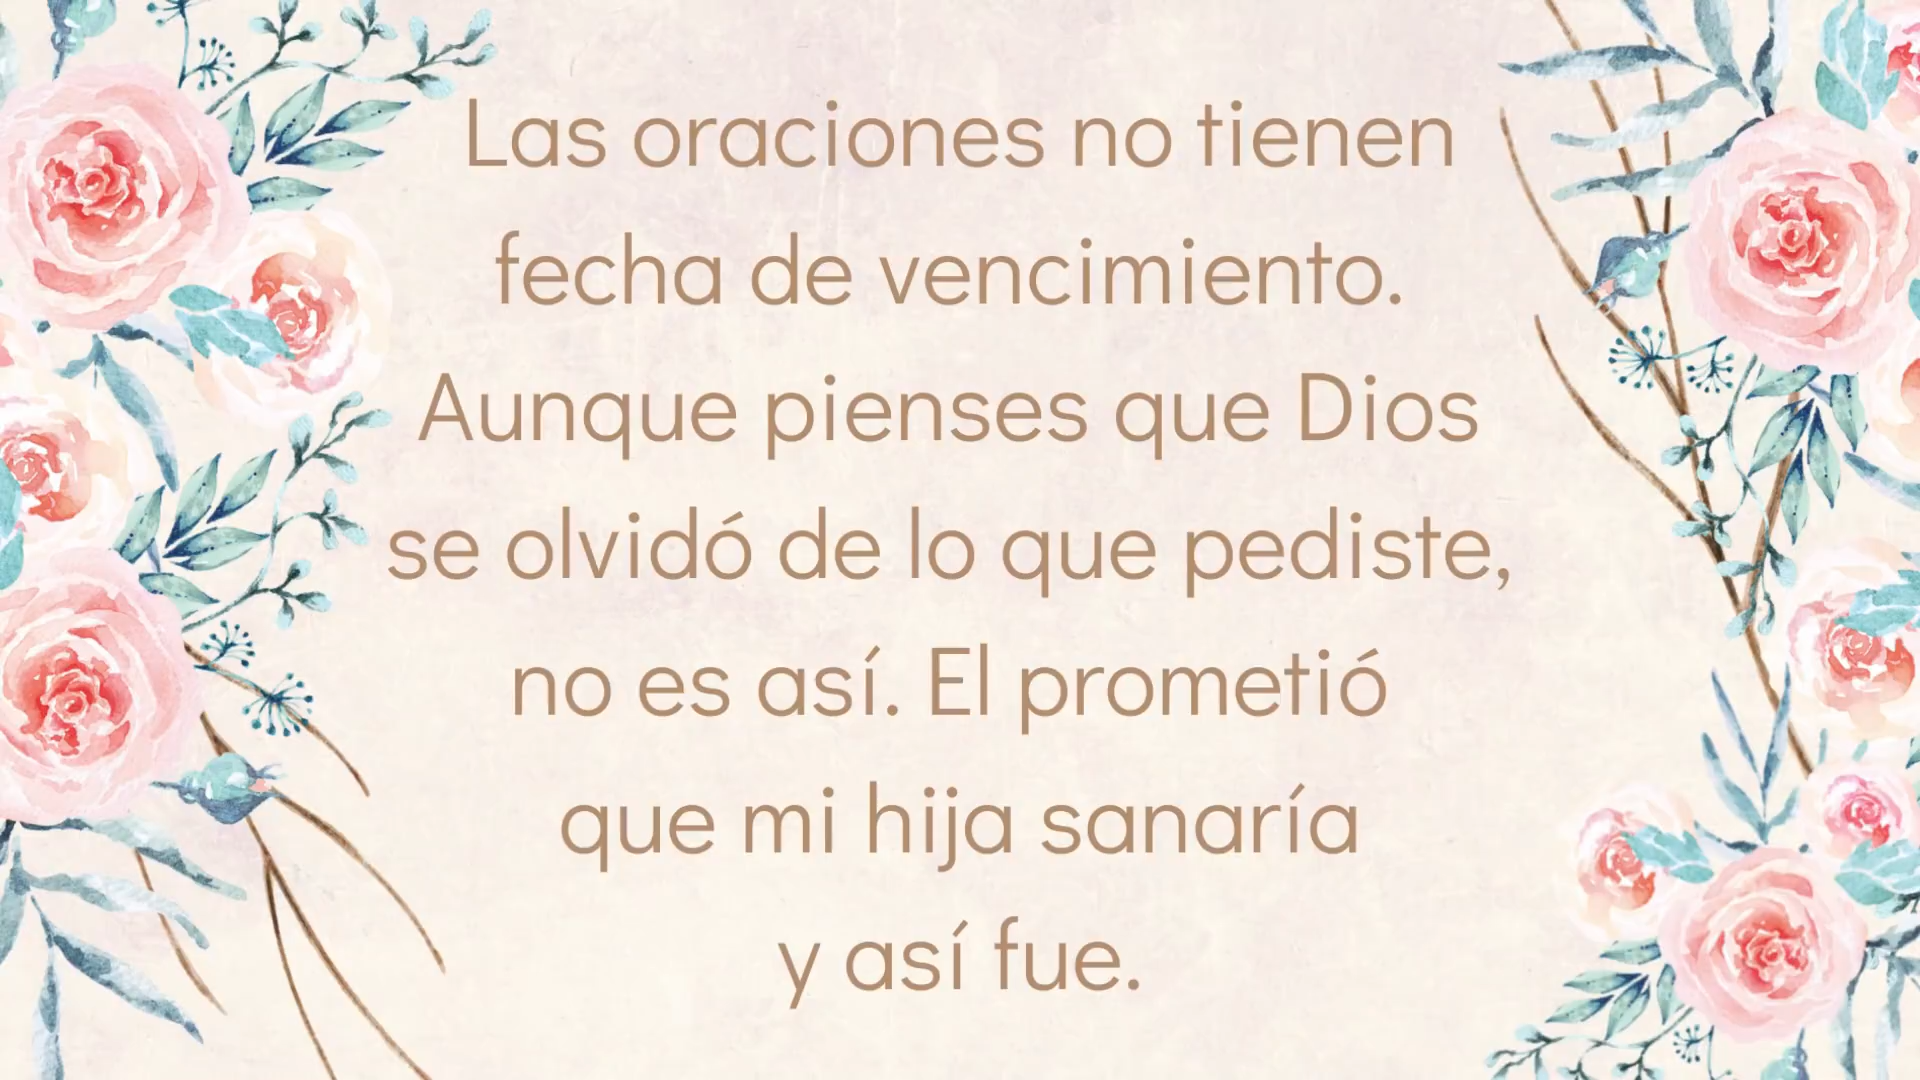 Las oraciones no tienen
fecha de vencimiento.
Aunque pienses que Dios
se olvidó de lo que pediste,
no es así. El prometió
que mi hija sanaría
y así fue.